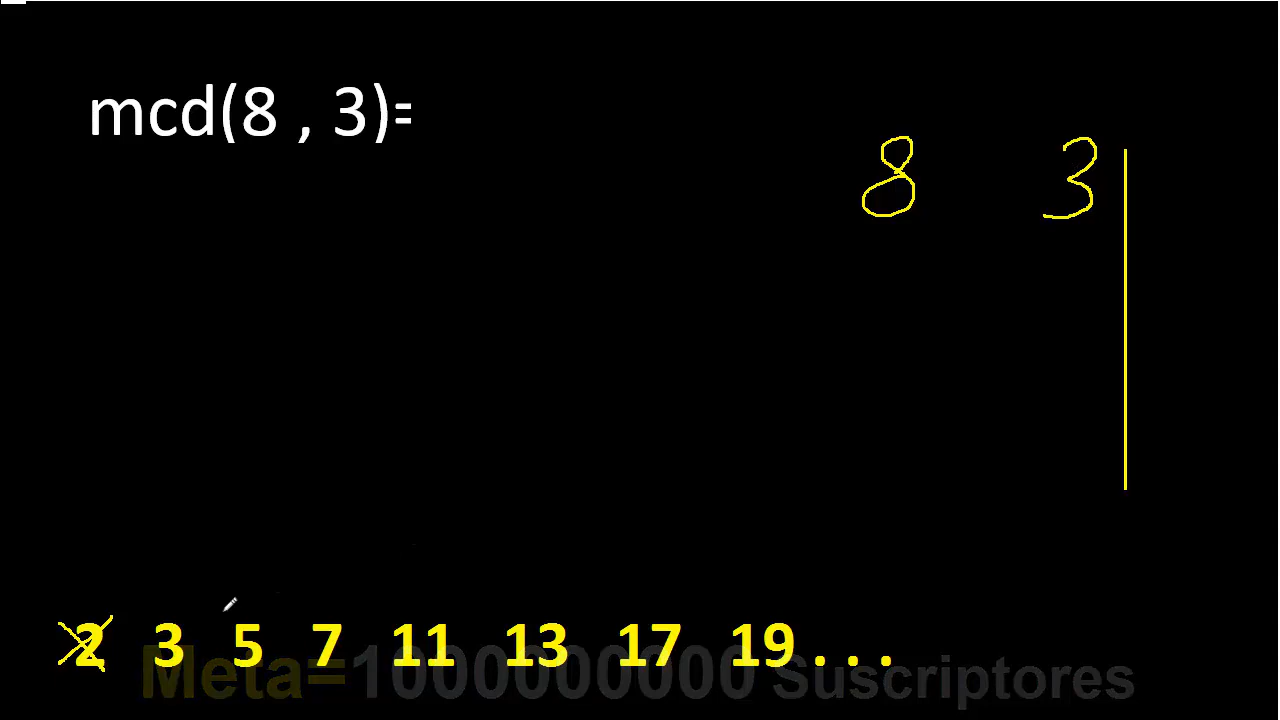 mcd(8 , 3)=
8 3
2 3 5 7 11 13 17 19 . . .
Meta=1000000000 Suscriptores